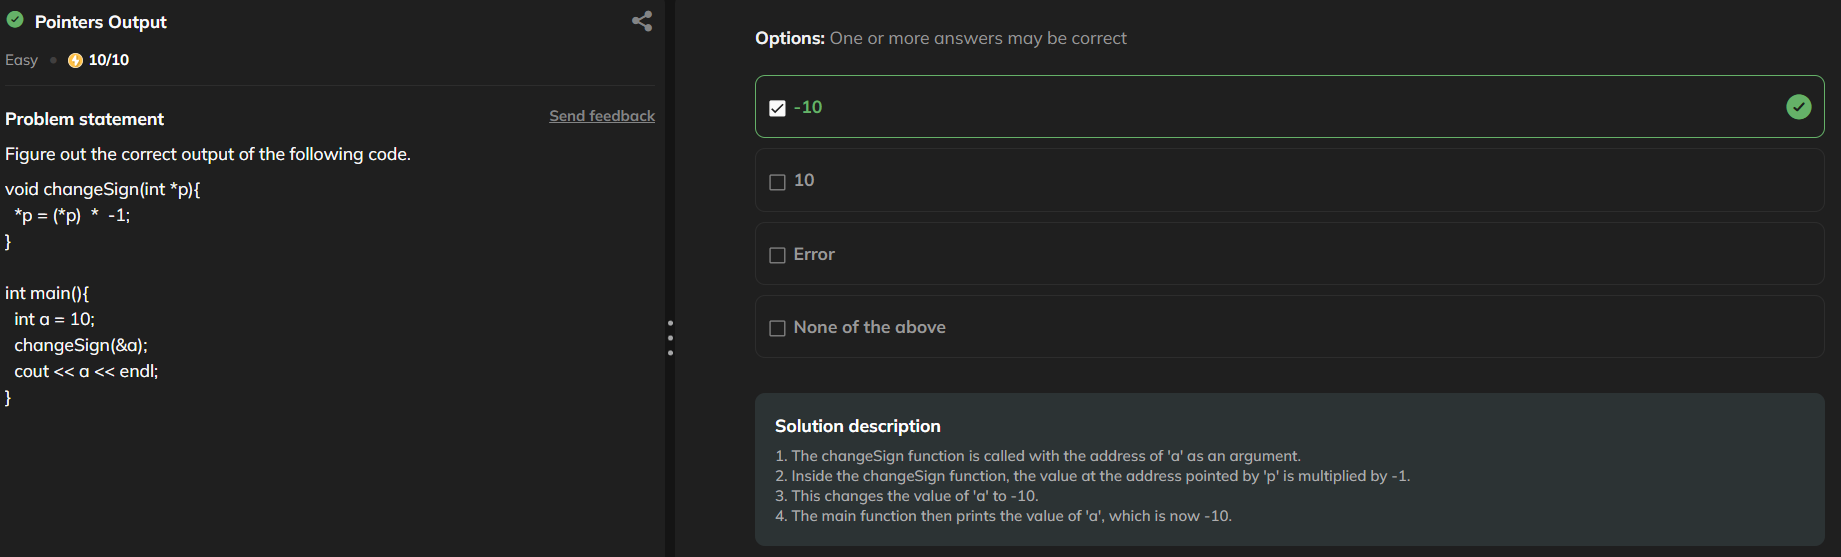 Pointers Output
Easy 10/10
Problem statement
Send feedback
Figure out the correct output of the following code.
void changeSign(int *p){
*p = (*p) * -1;
}
int main(){
int a = 10;
changeSign(&a);
cout << a << endl;
}
Options: One or more answers may be correct
-10
10
Error
None of the above
Solution description
1. The changeSign function is called with the address of 'a' as an argument.
2. Inside the changeSign function, the value at the address pointed by 'p' is multiplied by -1.
3. This changes the value of 'a' to -10.
4. The main function then prints the value of 'a', which is now -10.